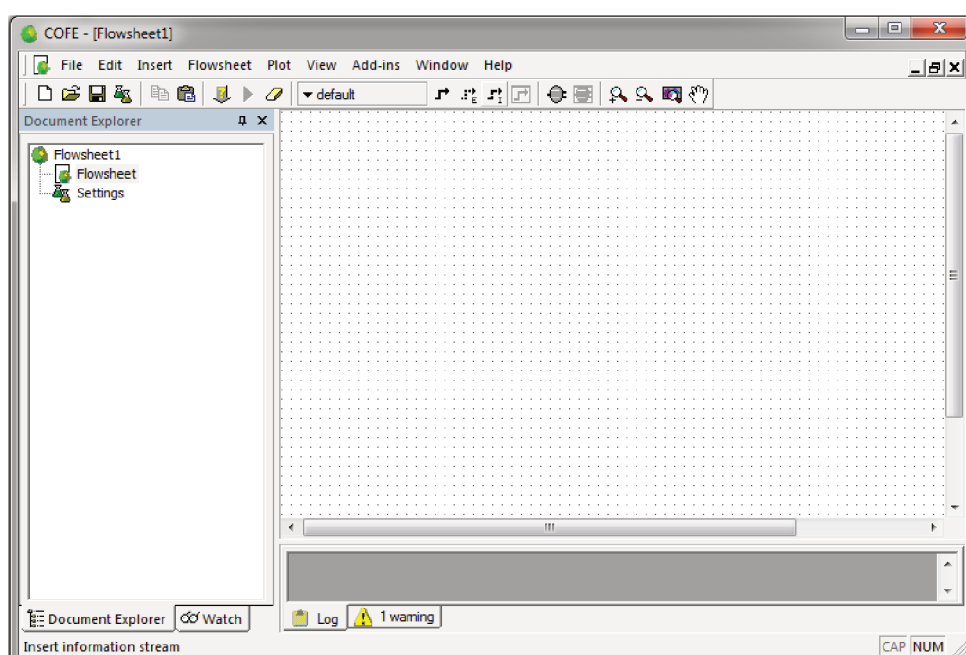 COFE - [Flowsheet1]
File Edit Insert Flowsheet Plot View Add-ins Window Help
default
E
I
Document Explorer
Flowsheet1
Flowsheet
Settings
Document Explorer
Watch
Log
1 warning
Insert information stream
CAP NUM